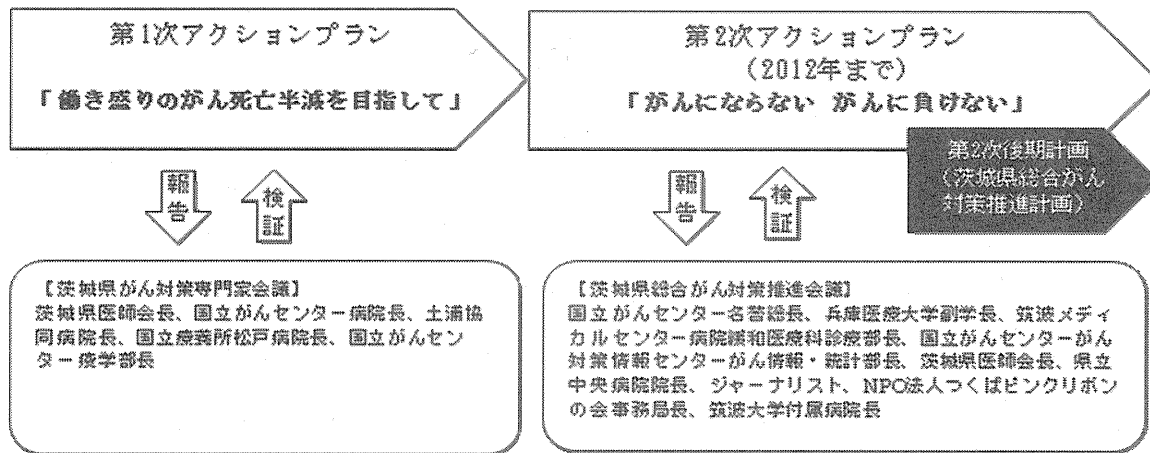 第1次アクションプラン
「働き盛りのがん死亡半減を目指して」
第2次アクションプラン
(2012年まで)
「がんにならない がんに負けない」
第2次後期計画
(茨城県総合がん
対策推進計画)
報告
検証
報告
検証
【茨城県がん対策専門家会議】
茨城県医師会長、国立がんセンター病院長、土浦協
同病院長、国立療養所松戸病院長、国立がんセン
ター疫学部長
【茨城県総合がん対策推進会議】
国立がんセンター名誉総長、兵庫医療大学副学長、筑波メディ
カルセンター病院緩和医療科診療部長、国立がんセンターがん
対策情報センターがん情報・統計部長、茨城県医師会長、県立
中央病院院長、ジャーナリスト、NPO法人つくばピンクリボン
の会事務局長、筑波大学付属病院長